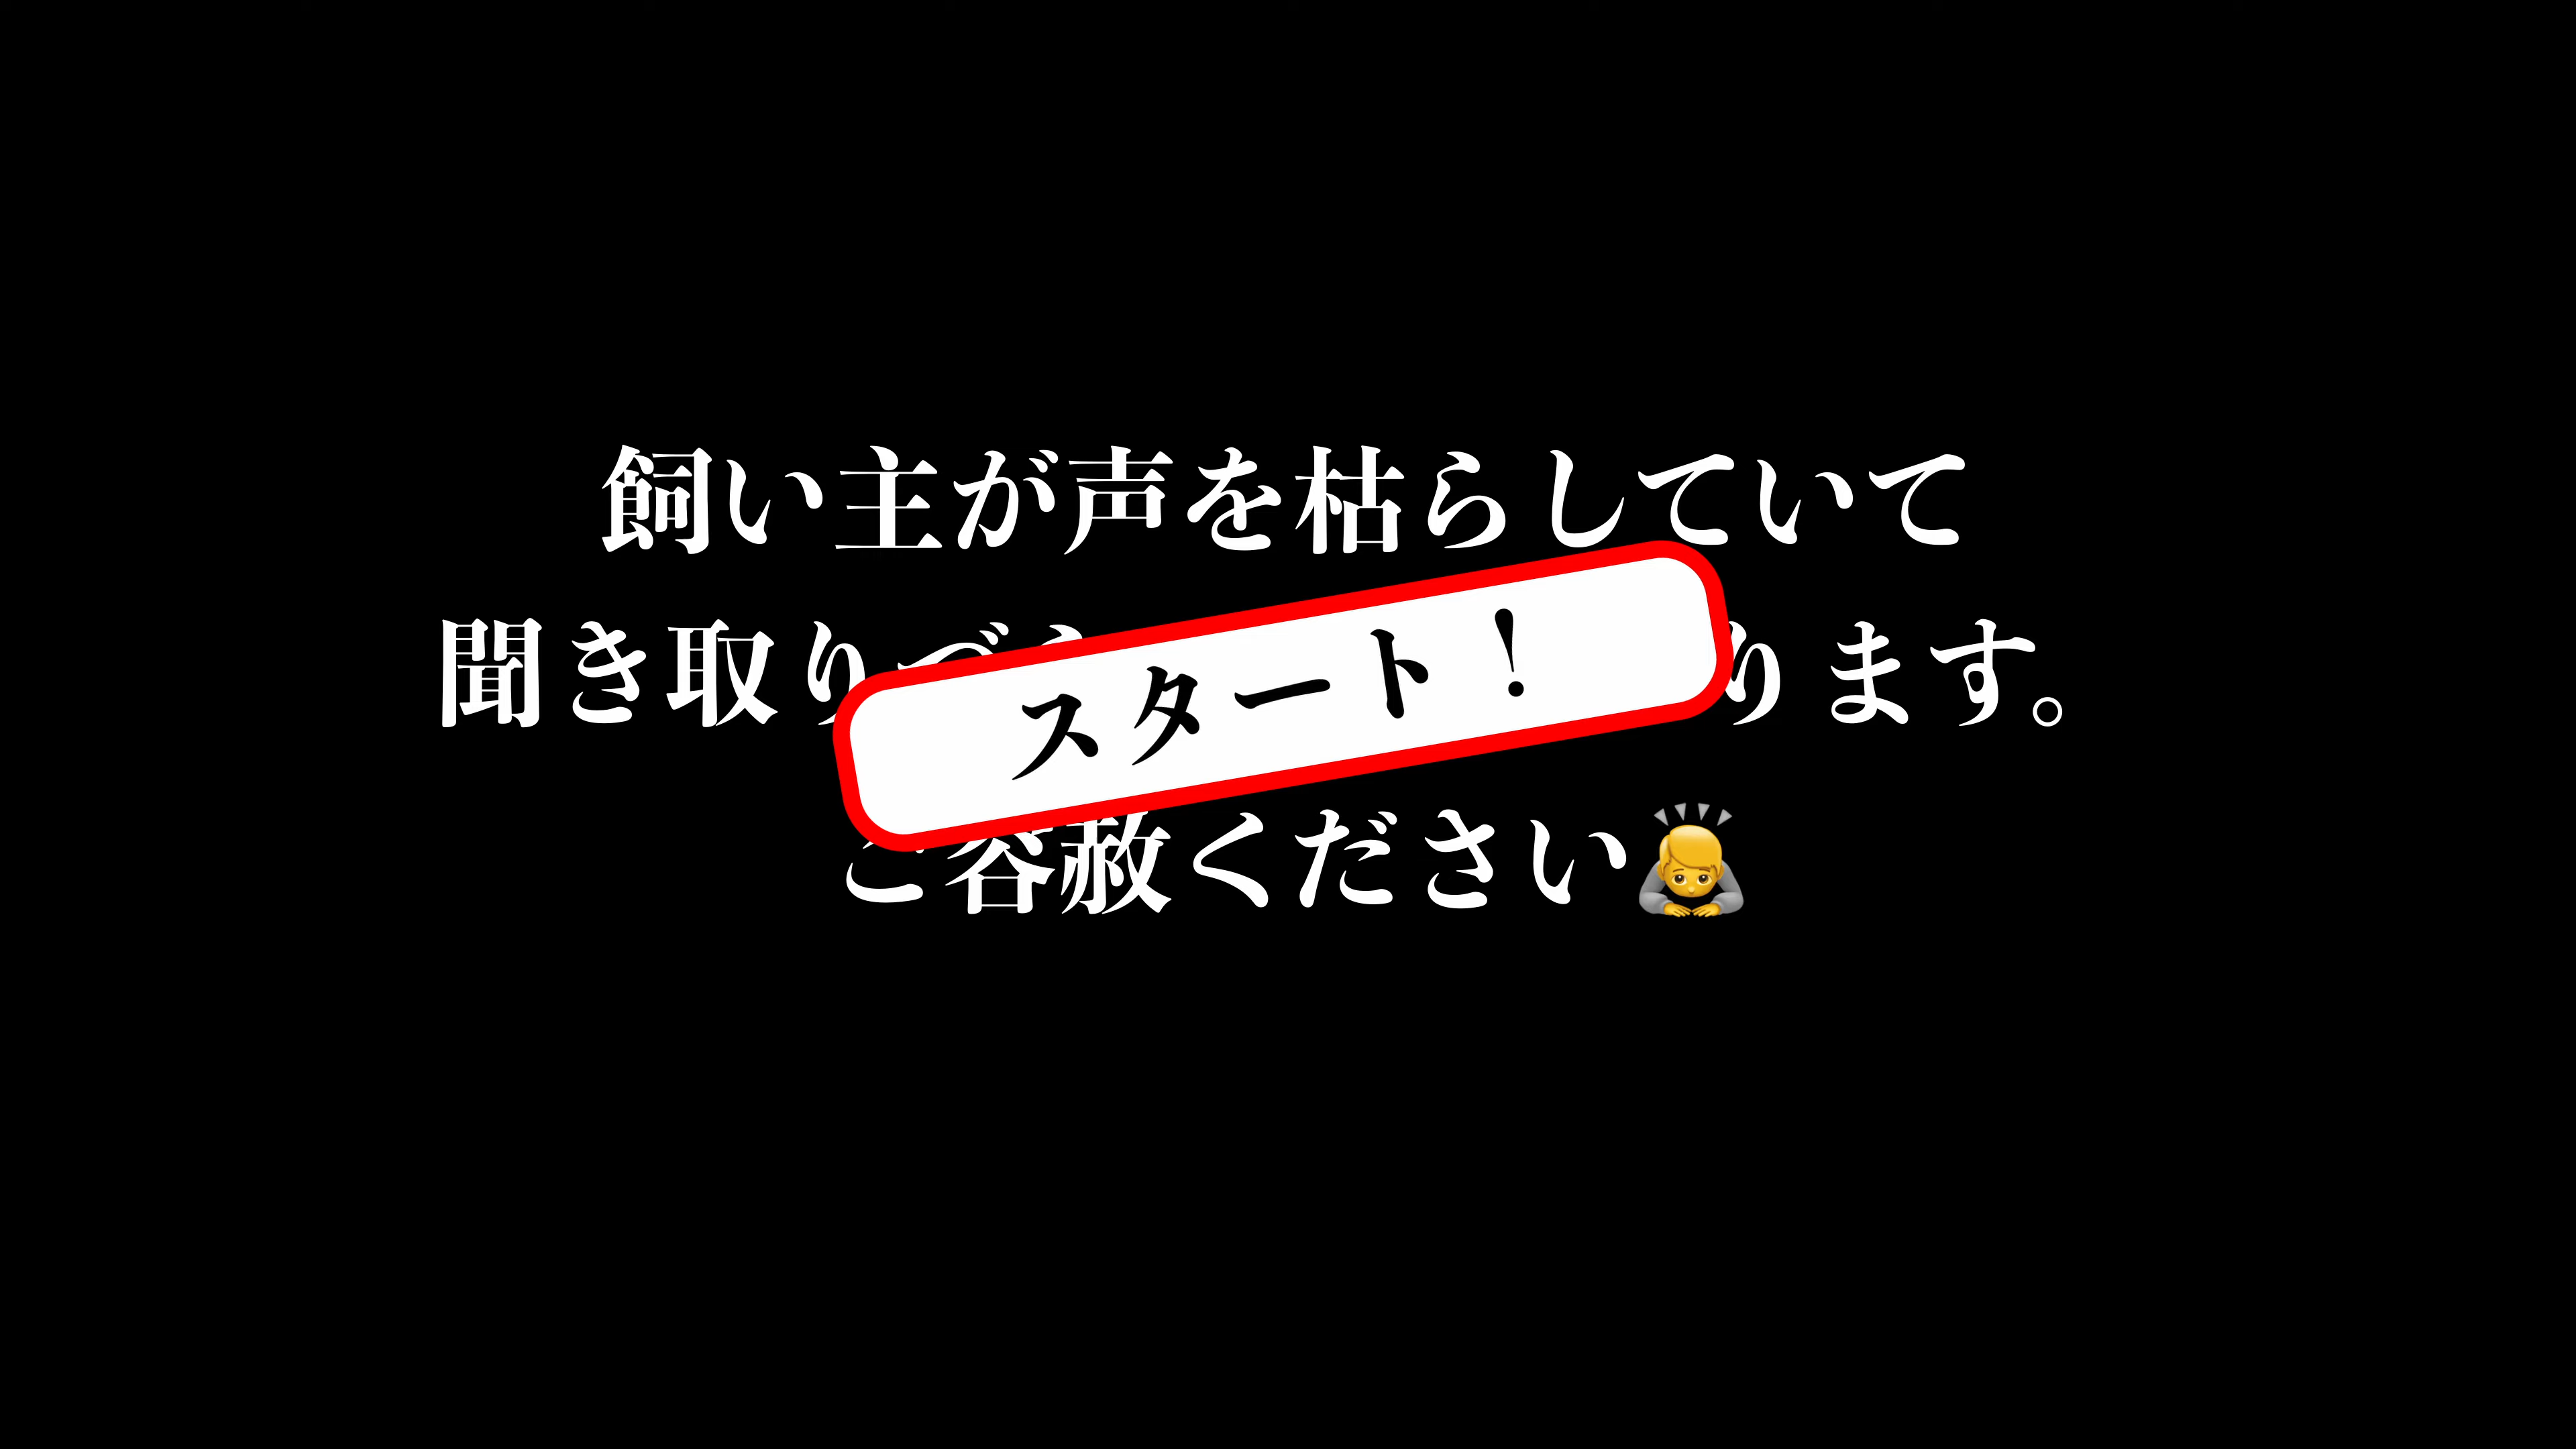 飼い主が声を枯らしていて
聞き取り
ります。
スタート！
ご容赦ください🙇